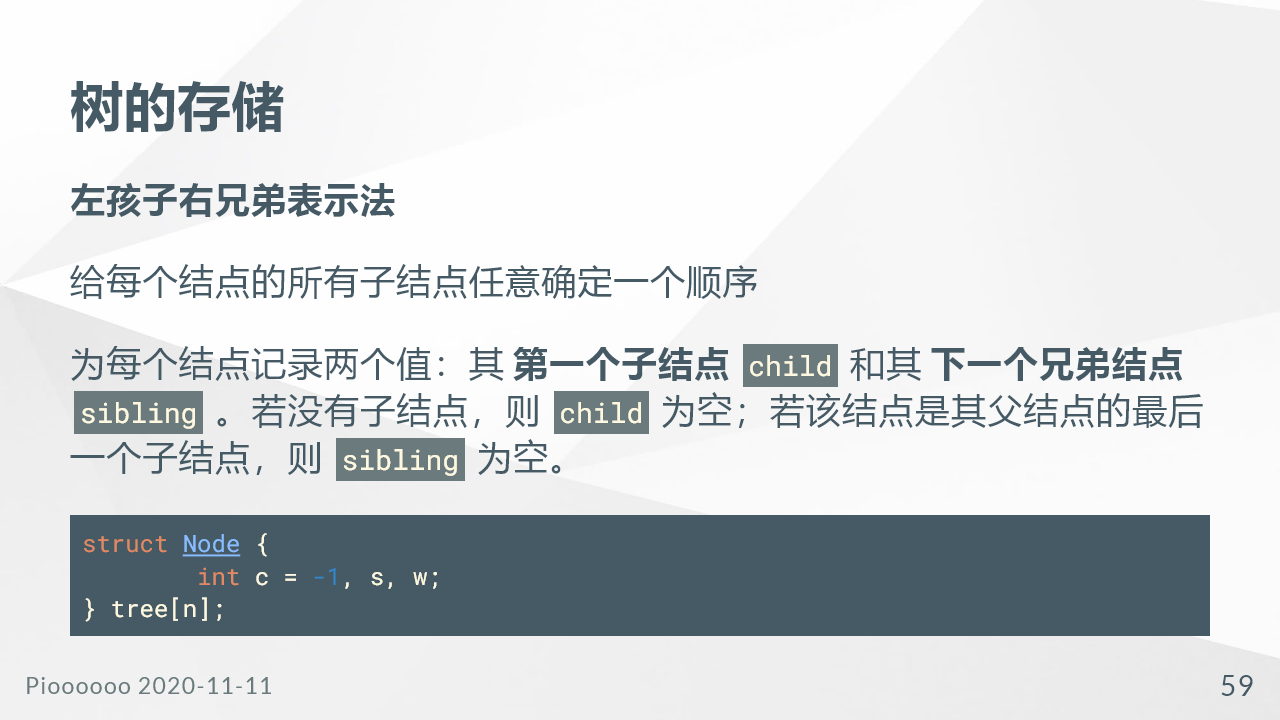 树的存储
左孩子右兄弟表示法
给每个结点的所有子结点任意确定一个顺序
为每个结点记录两个值：其 第一个子结点 child 和其 下一个兄弟结点
sibling 。若没有子结点，则 child 为空；若该结点是其父结点的最后
一个子结点，则 sibling 为空。
struct Node {
        int c = -1, s, w;
} tree[n];
Pioooooo 2020-11-11
59